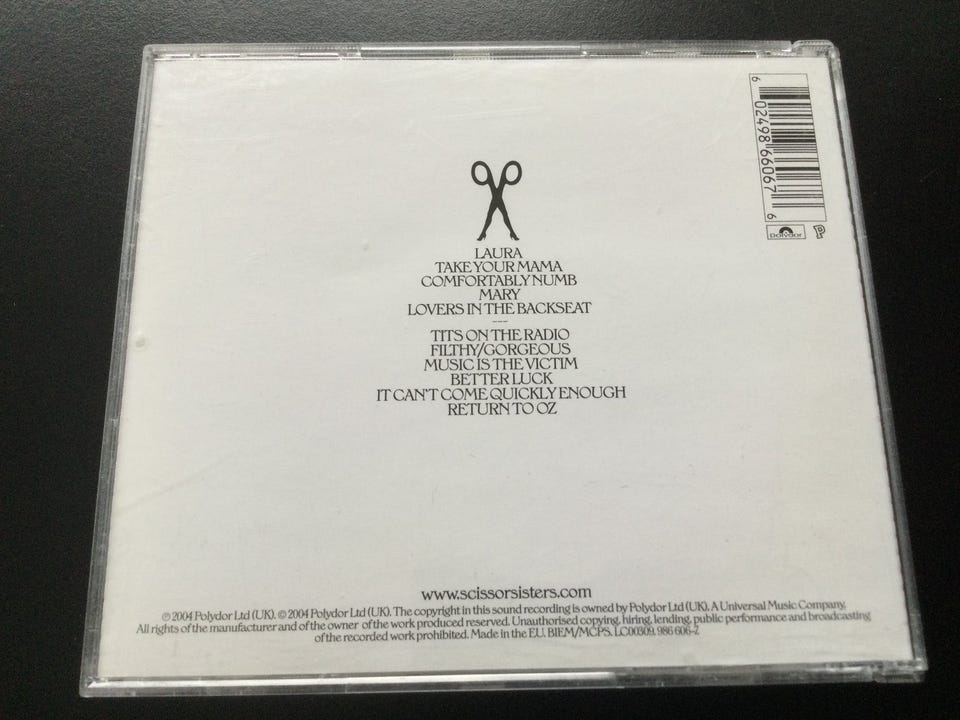 LAURA
TAKE YOUR MAMA
COMFORTABLY NUMB
MARY
LOVERS IN THE BACKSEAT
---
TITS ON THE RADIO
FILTHY/GORGEOUS
MUSIC IS THE VICTIM
BETTER LUCK
IT CAN'T COME QUICKLY ENOUGH
RETURN TO OZ
6 02498 66067 6
Polydor
P
www.scissorsisters.com
℗ 2004 Polydor Ltd (UK). © 2004 Polydor Ltd (UK). The copyright in this sound recording is owned by Polydor Ltd (UK). A Universal Music Company.
All rights of the manufacturer and of the owner of the work produced reserved. Unauthorised copying, hiring, lending, public performance and broadcasting
of the recorded work prohibited. Made in the EU. BIEM/MCPS. LC00309. 986 606-7